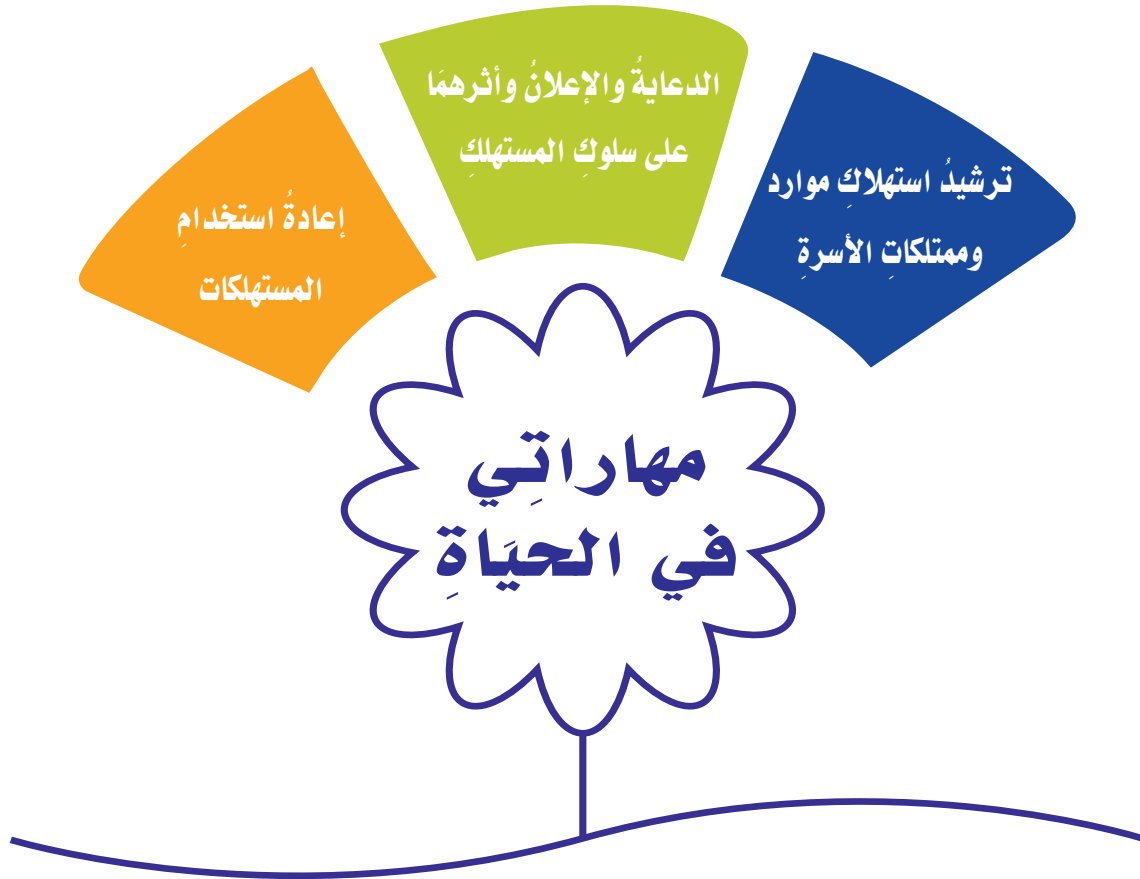 ترشيدُ استهلاكِ موارد
وممتلكاتِ الأسرةِ
الدعايةُ والإعلانُ وأثرهمَا
على سلوكِ المستهلكِ
إعادةُ استخدامِ
المستهلكات
مهاراتِي
في الحيَاةِ